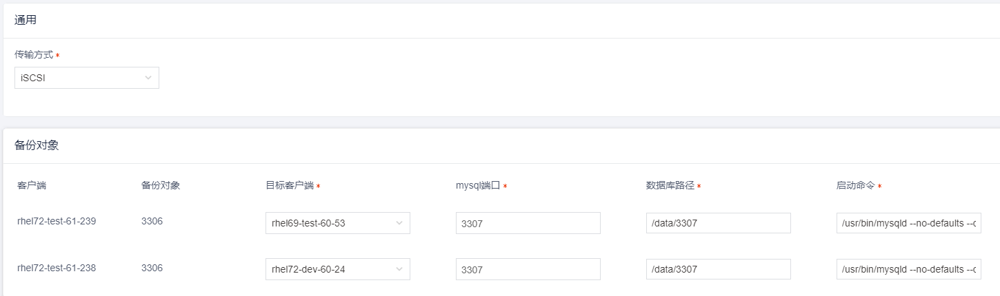 通用
传输方式 *
iSCSI
备份对象
客户端 备份对象 目标客户端 * mysql端口 * 数据库路径 * 启动命令 *
rhel72-test-61-239 3306 rhel69-test-60-53 3307 /data/3307 /usr/bin/mysqld --no-defaults --c
rhel72-test-61-238 3306 rhel72-dev-60-24 3307 /data/3307 /usr/bin/mysqld --no-defaults --c